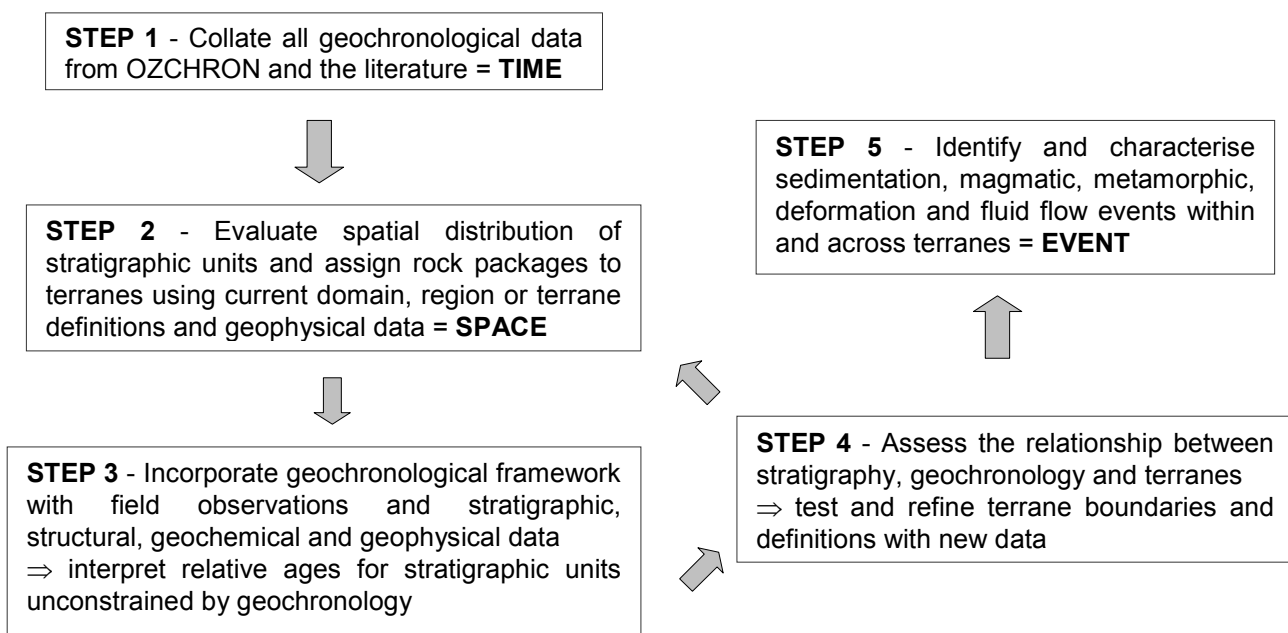 STEP 1 - Collate all geochronological data
from OZCHRON and the literature = TIME
STEP 2 - Evaluate spatial distribution of
stratigraphic units and assign rock packages to
terranes using current domain, region or terrane
definitions and geophysical data = SPACE
STEP 3 - Incorporate geochronological framework
with field observations and stratigraphic,
structural, geochemical and geophysical data
⇒ interpret relative ages for stratigraphic units
unconstrained by geochronology
STEP 4 - Assess the relationship between
stratigraphy, geochronology and terranes
⇒ test and refine terrane boundaries and
definitions with new data
STEP 5 - Identify and characterise
sedimentation, magmatic, metamorphic,
deformation and fluid flow events within
and across terranes = EVENT